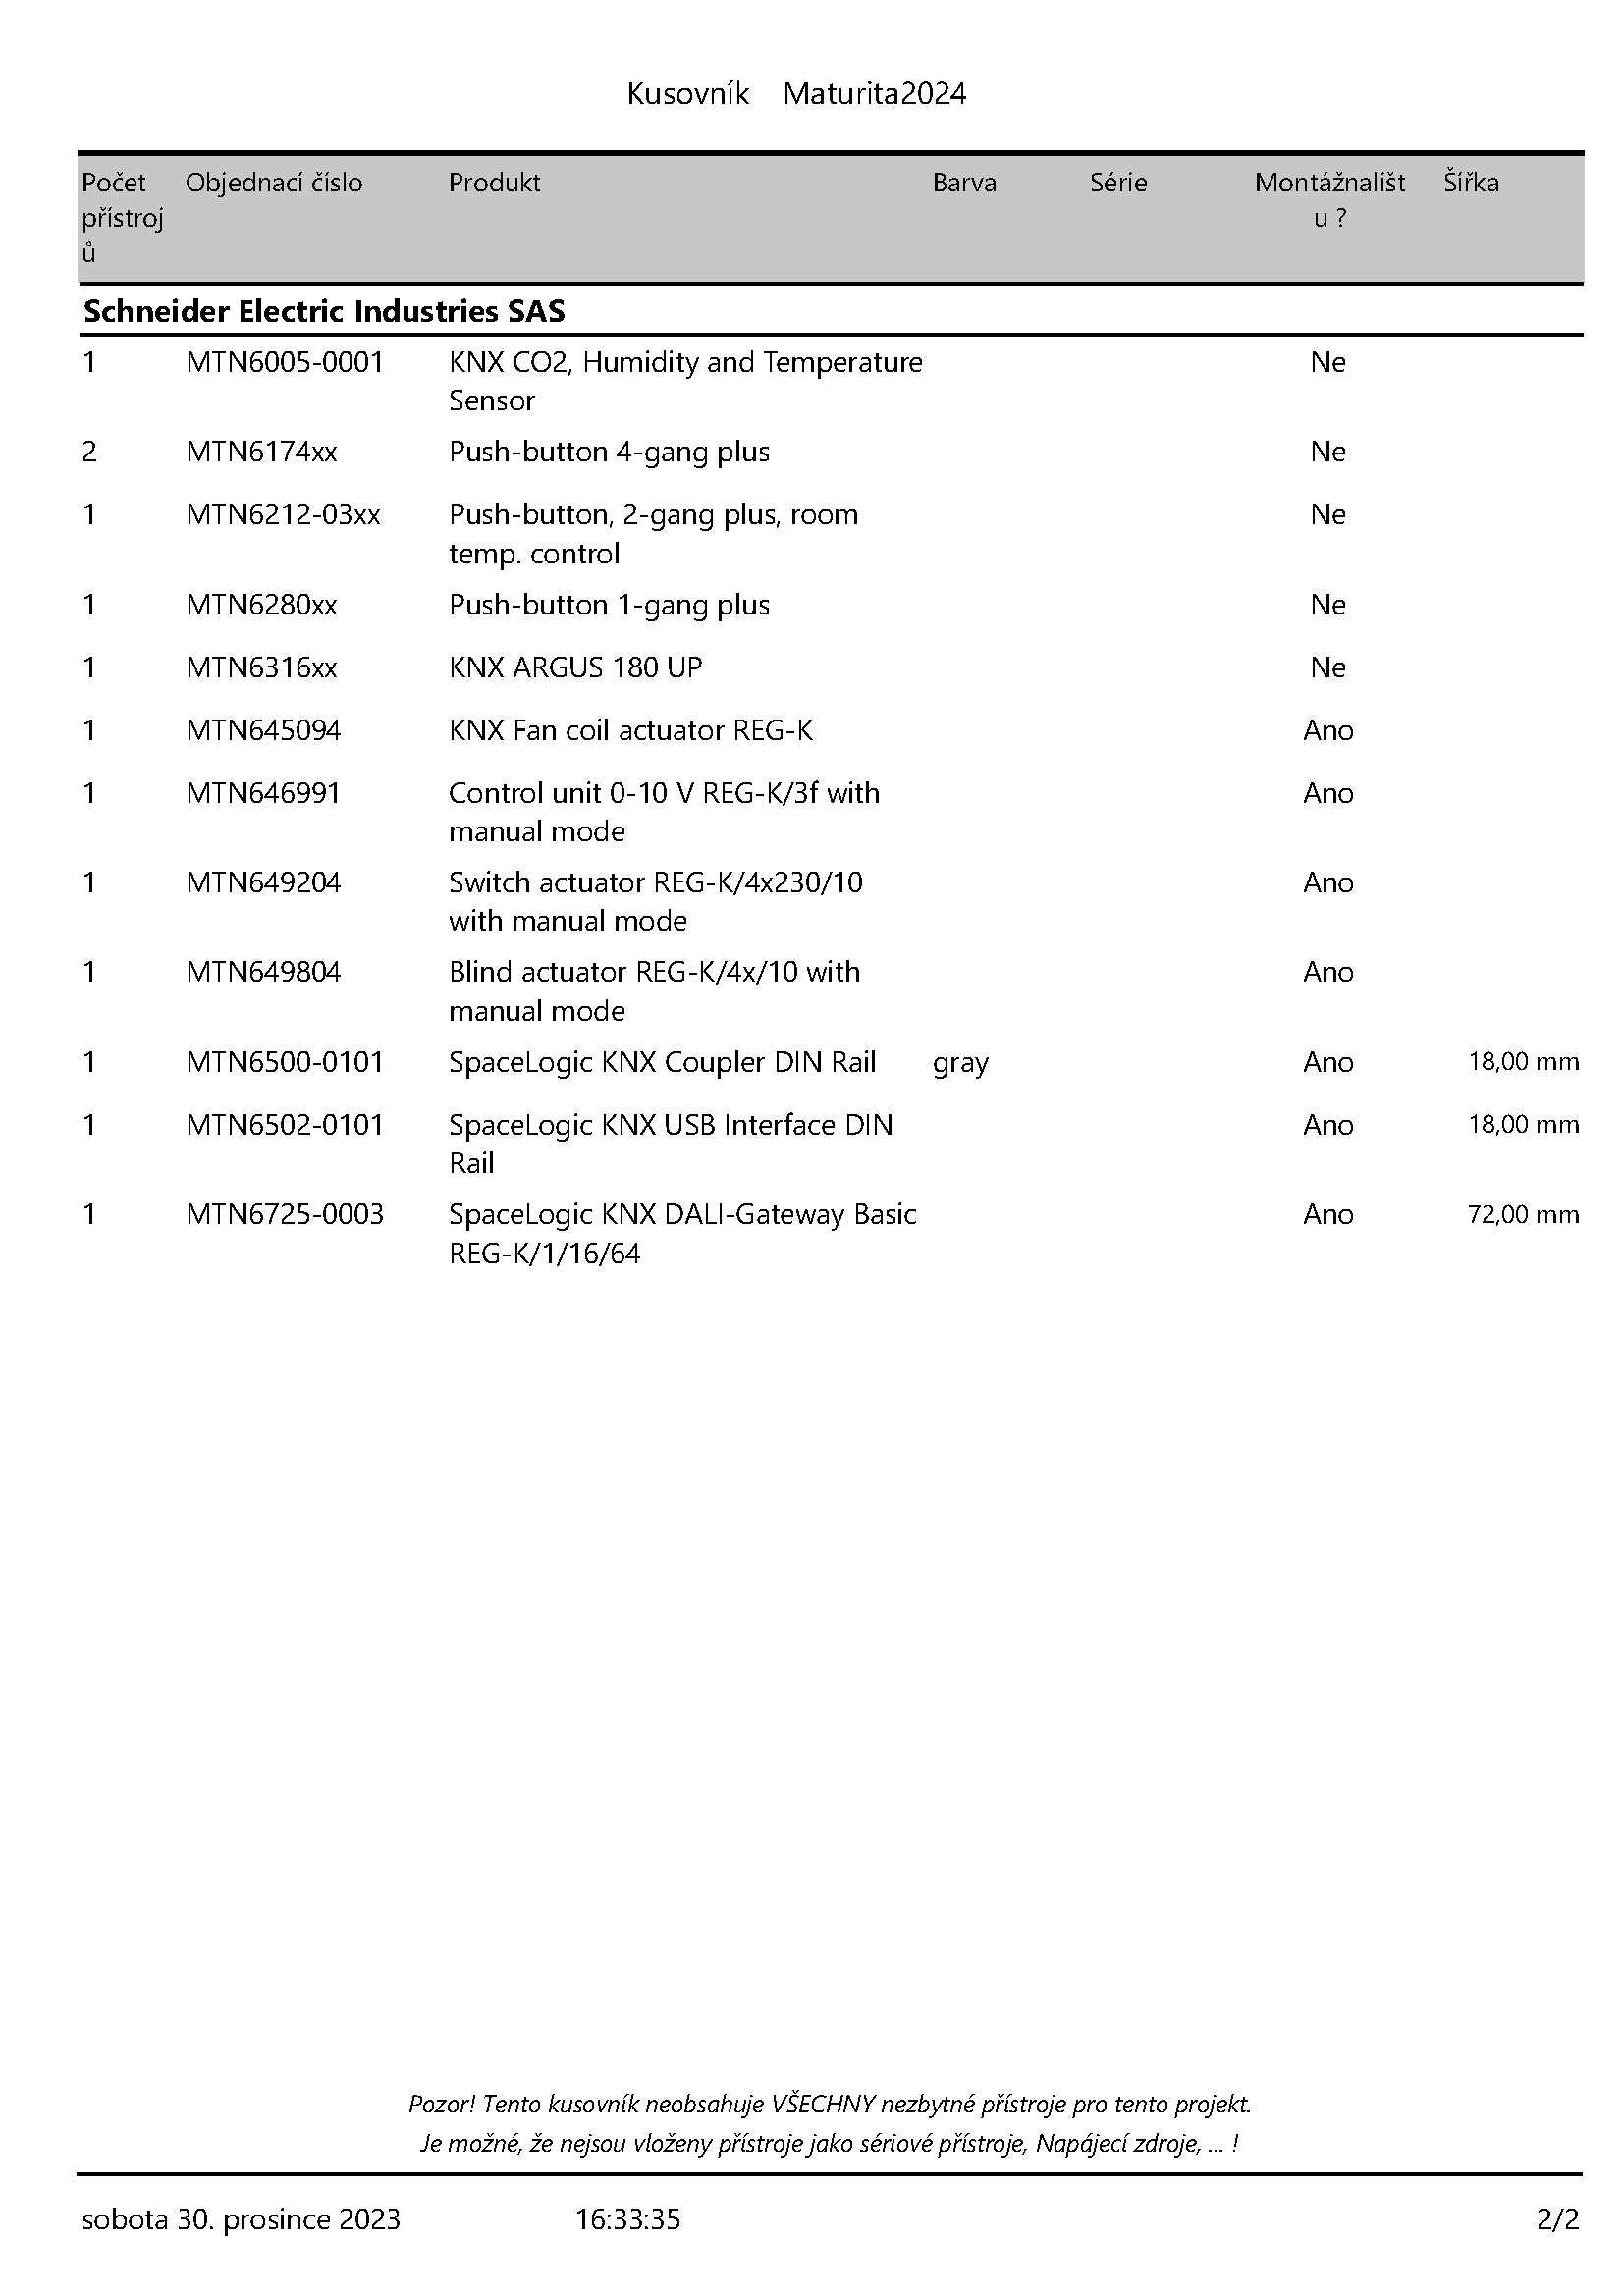 Kusovník Maturita2024
Počet Objednací číslo Produkt Barva Série Montážnališt Šířka
přístroj u ?
ů
Schneider Electric Industries SAS
1 MTN6005-0001 KNX CO2, Humidity and Temperature Ne
Sensor
2 MTN6174xx Push-button 4-gang plus Ne
1 MTN6212-03xx Push-button, 2-gang plus, room Ne
temp. control
1 MTN6280xx Push-button 1-gang plus Ne
1 MTN6316xx KNX ARGUS 180 UP Ne
1 MTN645094 KNX Fan coil actuator REG-K Ano
1 MTN646991 Control unit 0-10 V REG-K/3f with Ano
manual mode
1 MTN649204 Switch actuator REG-K/4x230/10 Ano
with manual mode
1 MTN649804 Blind actuator REG-K/4x/10 with Ano
manual mode
1 MTN6500-0101 SpaceLogic KNX Coupler DIN Rail gray Ano 18,00 mm
1 MTN6502-0101 SpaceLogic KNX USB Interface DIN Ano 18,00 mm
Rail
1 MTN6725-0003 SpaceLogic KNX DALI-Gateway Basic Ano 72,00 mm
REG-K/1/16/64
Pozor! Tento kusovník neobsahuje VŠECHNY nezbytné přístroje pro tento projekt.
Je možné, že nejsou vloženy přístroje jako sériové přístroje, Napájecí zdroje, ... !
sobota 30. prosince 2023 16:33:35 2/2